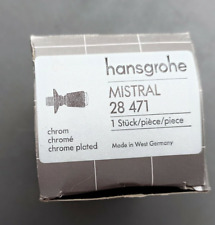 hansgrohe
MISTRAL
28 471
1 Stück/pièce/piece
chrom
chromé
chrome plated
Made in West Germany